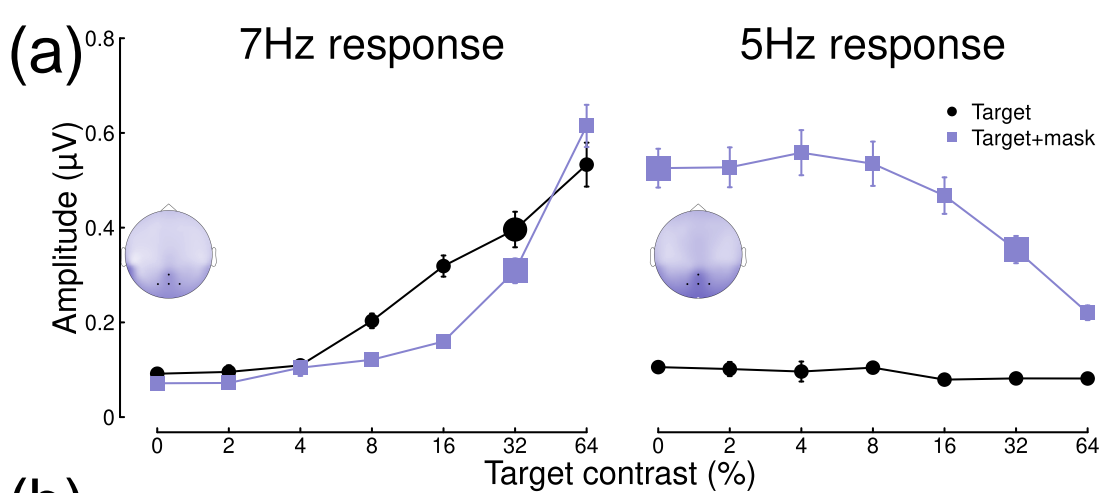 (a)
7Hz response
5Hz response
Amplitude (µV)
0.8
0.6
0.4
0.2
0
Target
Target+mask
0 2 4 8 16 32 64
0 2 4 8 16 32 64
Target contrast (%)
(b)